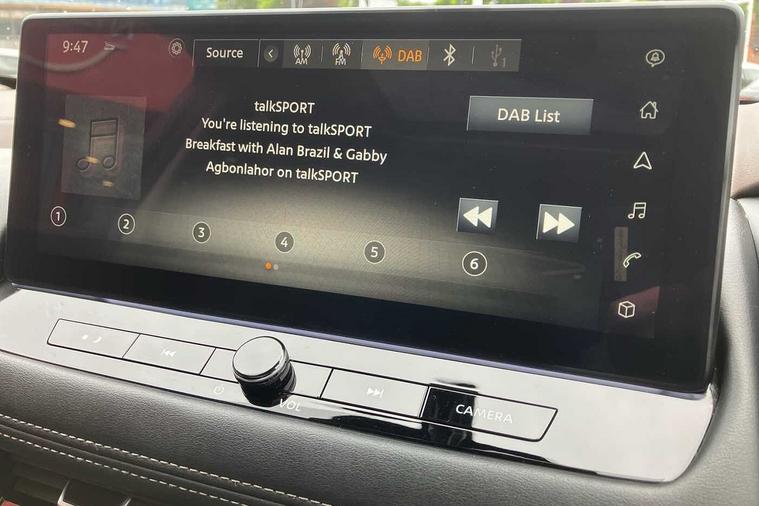 9:47
Source
AM
FM
DAB
1
talkSPORT
You're listening to talkSPORT
Breakfast with Alan Brazil & Gabby
Agbonlahor on talkSPORT
DAB List
1
2
3
4
5
6
VOL
CAMERA